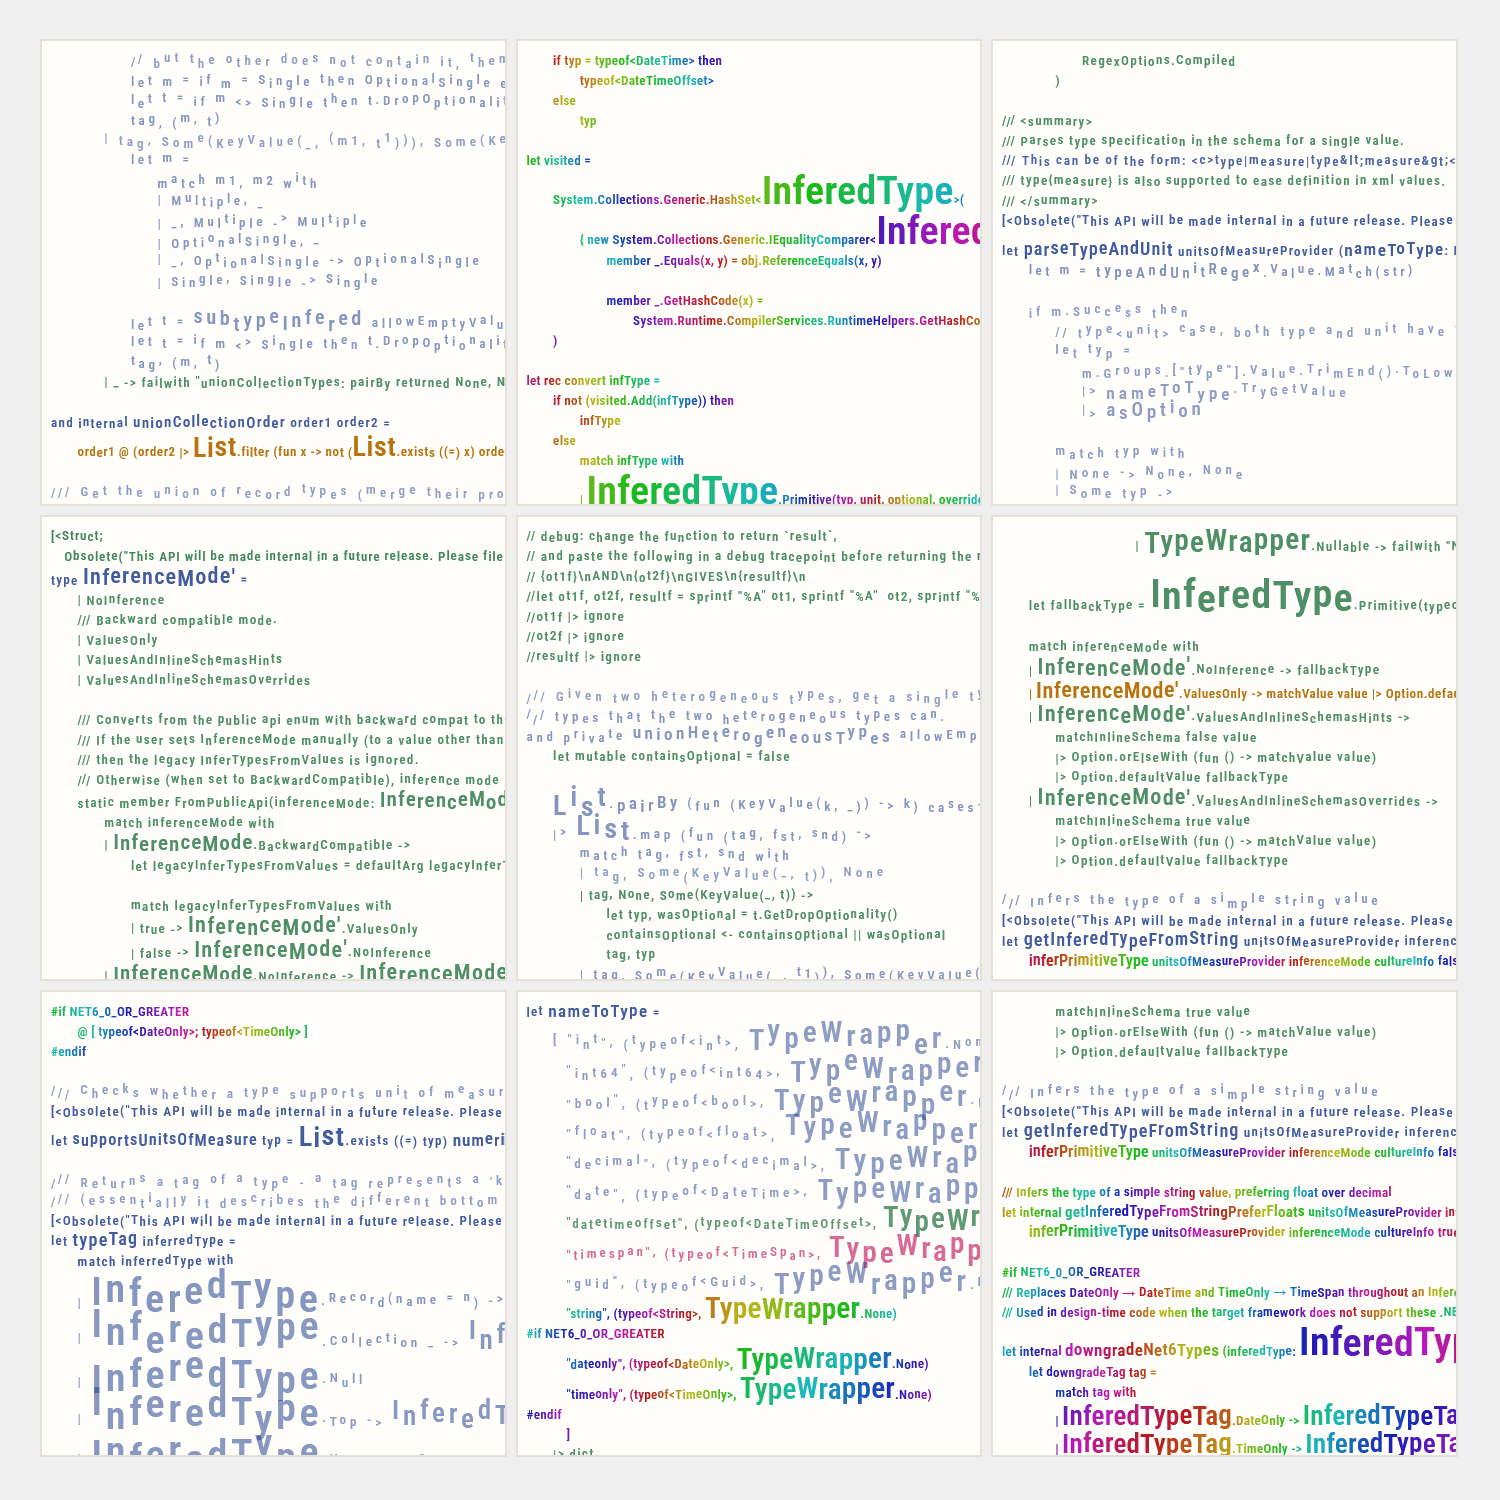 // but the other does not contain it, then
let m = if m = Single then OptionalSingle e
let t = if m <> Single then t.DropOptionalit
tag, (m, t)
| tag, Some(KeyValue(_, (m1, t1))), Some(Ke
let m =
match m1, m2 with
| Multiple, _
| _, Multiple -> Multiple
| OptionalSingle, _
| _, OptionalSingle -> OptionalSingle
| Single, Single -> Single
let t = subtypeInfered allowEmptyValu
let t = if m <> Single then t.DropOptionalit
tag, (m, t)
| _ -> failwith "unionCollectionTypes: pairBy returned None, N
and internal unionCollectionOrder order1 order2 =
order1 @ (order2 |> List.filter (fun x -> not (List.exists ((=) x) orde
/// Get the union of record types (merge their pro
if typ = typeof<DateTime> then
typeof<DateTimeOffset>
else
typ
let visited =
System.Collections.Generic.HashSet<InferedType>(
{ new System.Collections.Generic.IEqualityComparer<Infered
member _.Equals(x, y) = obj.ReferenceEquals(x, y)
member _.GetHashCode(x) =
System.Runtime.CompilerServices.RuntimeHelpers.GetHashCo
)
let rec convert infType =
if not (visited.Add(infType)) then
infType
else
match infType with
| InferedType.Primitive(typ, unit, optional, override
RegexOptions.Compiled
)
/// <summary>
/// Parses type specification in the schema for a single value.
/// This can be of the form: <c>type|measure|type&lt;measure&gt;<
/// type{measure} is also supported to ease definition in xml values.
/// </summary>
[<Obsolete("This API will be made internal in a future release. Please
let parseTypeAndUnit unitsOfMeasureProvider (nameToType: I
let m = typeAndUnitRegex.Value.Match(str)
if m.Success then
// type<unit> case, both type and unit have
let typ =
m.Groups.["type"].Value.TrimEnd().ToLow
|> nameToType.TryGetValue
|> asOption
match typ with
| None -> None, None
| Some typ ->
[<Struct;
Obsolete("This API will be made internal in a future release. Please file
type InferenceMode' =
| NoInference
/// Backward compatible mode.
| ValuesOnly
| ValuesAndInlineSchemasHints
| ValuesAndInlineSchemasOverrides
/// Converts from the public api enum with backward compat to th
/// If the user sets InferenceMode manually (to a value other than
/// then the legacy InferTypesFromValues is ignored.
/// Otherwise (when set to BackwardCompatible), inference mode
static member FromPublicApi(inferenceMode: InferenceMod
match inferenceMode with
| InferenceMode.BackwardCompatible ->
let legacyInferTypesFromValues = defaultArg legacyInferT
match legacyInferTypesFromValues with
| true -> InferenceMode'.ValuesOnly
| false -> InferenceMode'.NoInference
| InferenceMode.NoInference -> InferenceMode
// debug: change the function to return `result`,
// and paste the following in a debug tracepoint before returning the r
// {ot1f}\nAND\n{ot2f}\nGIVES\n{resultf}\n
//let ot1f, ot2f, resultf = sprintf "%A" ot1, sprintf "%A" ot2, sprintf "%
//ot1f |> ignore
//ot2f |> ignore
//resultf |> ignore
/// Given two heterogeneous types, get a single ty
/// types that the two heterogeneous types can.
and private unionHeterogeneousTypes allowEmp
let mutable containsOptional = false
List.pairBy (fun (KeyValue(k, _)) -> k) cases1
|> List.map (fun (tag, fst, snd) ->
match tag, fst, snd with
| tag, Some(KeyValue(_, t)), None
| tag, None, Some(KeyValue(_, t)) ->
let typ, wasOptional = t.GetDropOptionality()
containsOptional <- containsOptional || wasOptional
tag, typ
| tag, Some(KeyValue(_, t1)), Some(KeyValue(
| TypeWrapper.Nullable -> failwith "N
let fallbackType = InferedType.Primitive(typeo
match inferenceMode with
| InferenceMode'.NoInference -> fallbackType
| InferenceMode'.ValuesOnly -> matchValue value |> Option.defau
| InferenceMode'.ValuesAndInlineSchemasHints ->
matchInlineSchema false value
|> Option.orElseWith (fun () -> matchValue value)
|> Option.defaultValue fallbackType
| InferenceMode'.ValuesAndInlineSchemasOverrides ->
matchInlineSchema true value
|> Option.orElseWith (fun () -> matchValue value)
|> Option.defaultValue fallbackType
/// Infers the type of a simple string value
[<Obsolete("This API will be made internal in a future release. Please
let getInferedTypeFromString unitsOfMeasureProvider inferenc
inferPrimitiveType unitsOfMeasureProvider inferenceMode cultureInfo fals
#if NET6_0_OR_GREATER
@ [ typeof<DateOnly>; typeof<TimeOnly> ]
#endif
/// Checks whether a type supports unit of measur
[<Obsolete("This API will be made internal in a future release. Please
let supportsUnitsOfMeasure typ = List.exists ((=) typ) numeri
/// Returns a tag of a type - a tag represents a 'k
/// (essentially it describes the different bottom
[<Obsolete("This API will be made internal in a future release. Please
let typeTag inferredType =
match inferredType with
| InferedType.Record(name = n) ->
| InferedType.Collection _ -> Inf
| InferedType.Null
| InferedType.Top -> InferedT
InferedType
let nameToType =
[ "int", (typeof<int>, TypeWrapper.Non
"int64", (typeof<int64>, TypeWrapper
"bool", (typeof<bool>, TypeWrapper.
"float", (typeof<float>, TypeWrapper
"decimal", (typeof<decimal>, TypeWrap
"date", (typeof<DateTime>, TypeWrapp
"datetimeoffset", (typeof<DateTimeOffset>, TypeWr
"timespan", (typeof<TimeSpan>, TypeWrapp
"guid", (typeof<Guid>, TypeWrapper.
"string", (typeof<String>, TypeWrapper.None)
#if NET6_0_OR_GREATER
"dateonly", (typeof<DateOnly>, TypeWrapper.None)
"timeonly", (typeof<TimeOnly>, TypeWrapper.None)
#endif
]
|> dict
matchInlineSchema true value
|> Option.orElseWith (fun () -> matchValue value)
|> Option.defaultValue fallbackType
/// Infers the type of a simple string value
[<Obsolete("This API will be made internal in a future release. Please
let getInferedTypeFromString unitsOfMeasureProvider inferenc
inferPrimitiveType unitsOfMeasureProvider inferenceMode cultureInfo fals
/// Infers the type of a simple string value, preferring float over decimal
let internal getInferedTypeFromStringPreferFloats unitsOfMeasureProvider in
inferPrimitiveType unitsOfMeasureProvider inferenceMode cultureInfo true
#if NET6_0_OR_GREATER
/// Replaces DateOnly → DateTime and TimeOnly → TimeSpan throughout an Infere
/// Used in design-time code when the target framework does not support these .NE
let internal downgradeNet6Types (inferedType: InferedTyp
let downgradeTag tag =
match tag with
| InferedTypeTag.DateOnly -> InferedTypeTa
| InferedTypeTag.TimeOnly -> InferedTypeTa